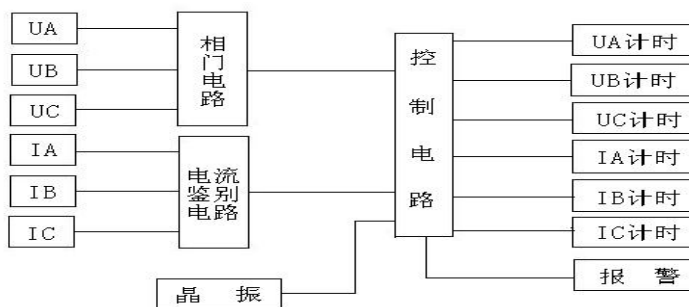 UA
UB
UC
IA
IB
IC
相门电路
电流
鉴别
电路
晶 振
控制电路
UA计时
UB计时
UC计时
IA计时
IB计时
IC计时
报 警